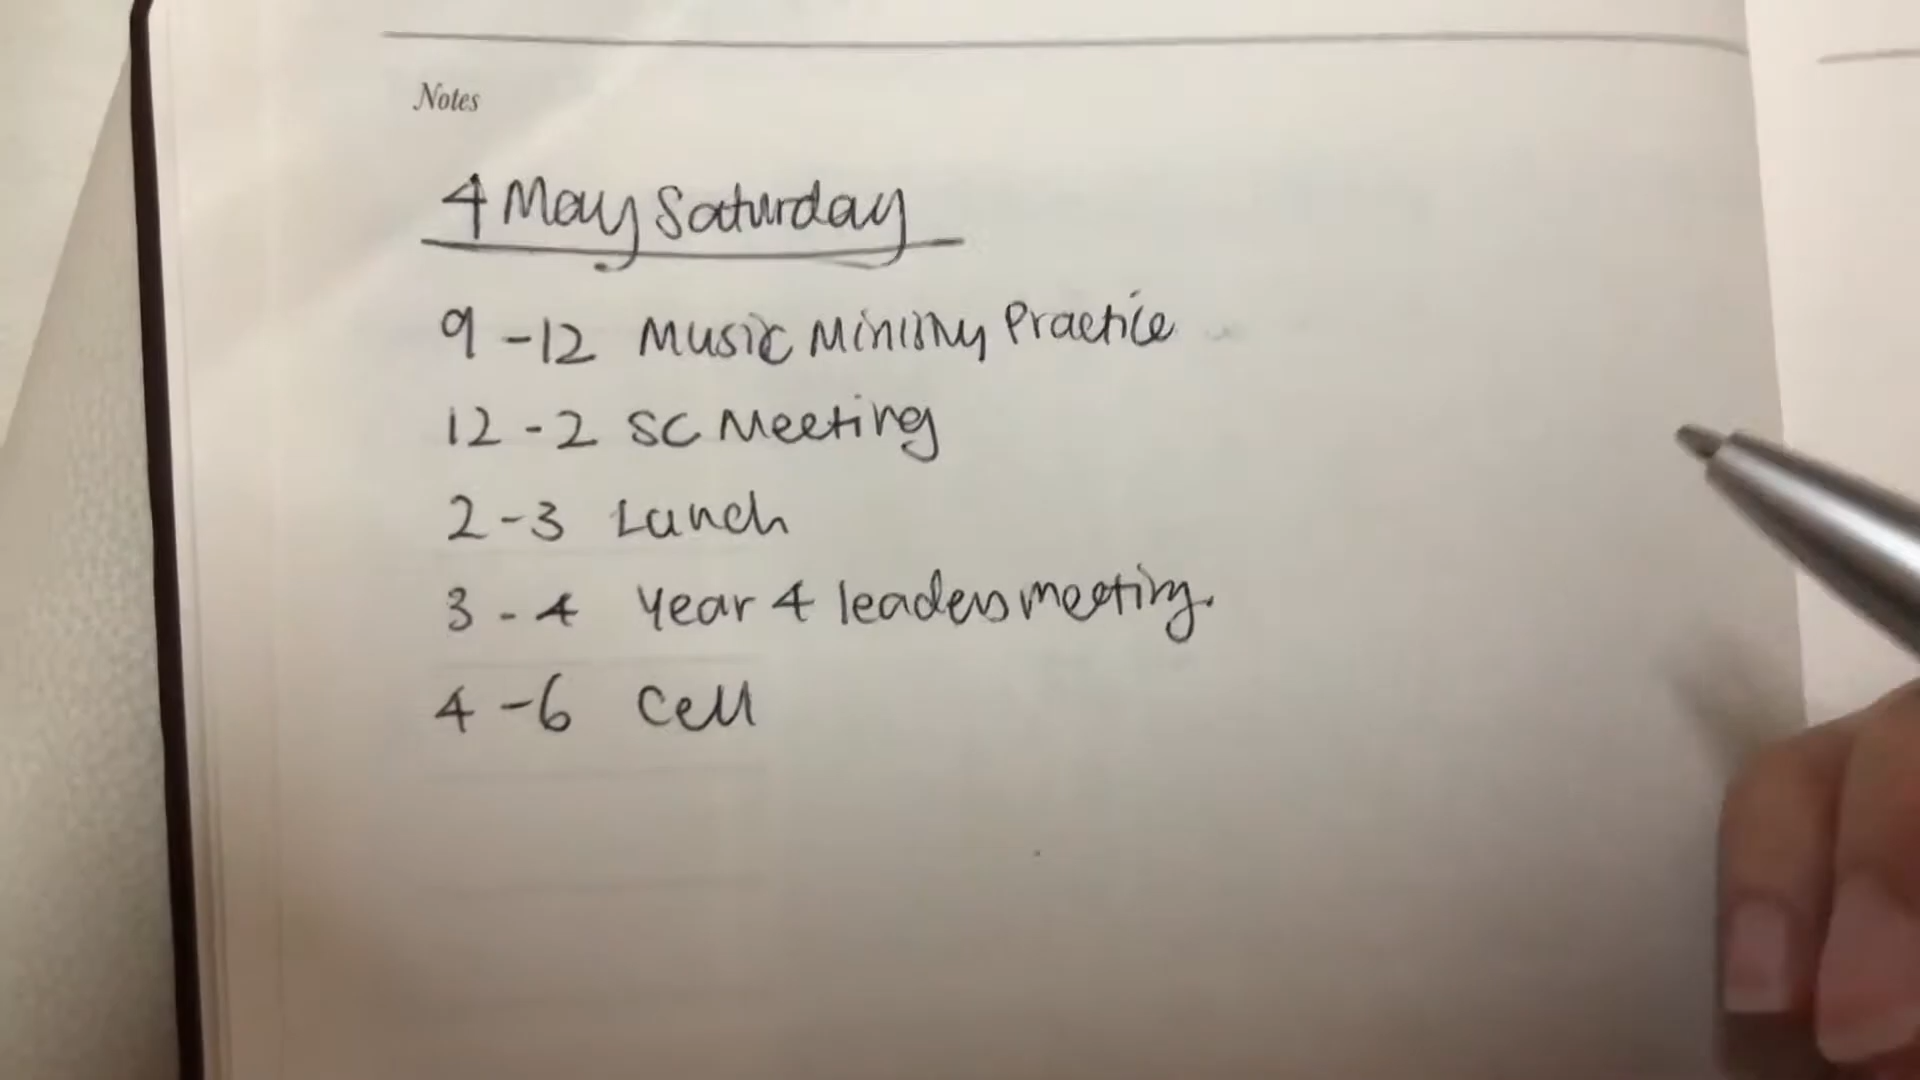 Notes
4 May Saturday
9 - 12 Music Ministry Practice
12 - 2 SC Meeting
2 - 3 Lunch
3 - 4 Year 4 leaders meeting.
4 - 6 Cell